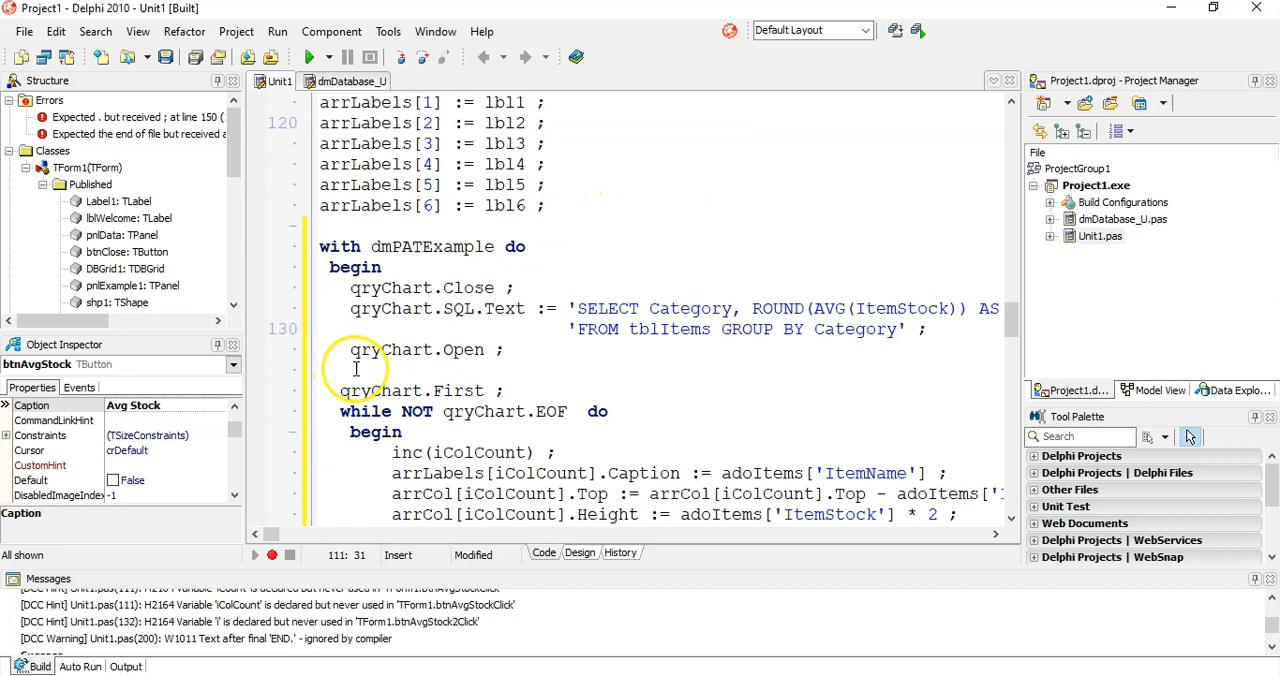 Project1 - Delphi 2010 - Unit1 [Built]
File Edit Search View Refactor Project Run Component Tools Window Help
Default Layout
Structure
Errors
Expected . but received ; at line 150 (
Expected the end of file but received a
Classes
TForm1(TForm)
Published
Label1: TLabel
lblWelcome: TLabel
pnlData: TPanel
btnClose: TButton
DBGrid1: TDBGrid
pnlExample1: TPanel
shp1: TShape
Object Inspector
btnAvgStock TButton
Properties Events
Caption Avg Stock
CommandLinkHint
Constraints (TSizeConstraints)
Cursor crDefault
CustomHint
Default False
DisabledImageIndex -1
Caption
All shown
Unit1 dmDatabase_U
arrLabels[1] := lbl1 ;
120 arrLabels[2] := lbl2 ;
arrLabels[3] := lbl3 ;
arrLabels[4] := lbl4 ;
arrLabels[5] := lbl5 ;
arrLabels[6] := lbl6 ;
with dmPATExample do
begin
qryChart.Close ;
qryChart.SQL.Text := 'SELECT Category, ROUND(AVG(ItemStock)) AS
130 'FROM tblItems GROUP BY Category' ;
qryChart.Open ;
qryChart.First ;
while NOT qryChart.EOF do
begin
inc(iColCount) ;
arrLabels[iColCount].Caption := adoItems['ItemName'] ;
arrCol[iColCount].Top := arrCol[iColCount].Top - adoItems['
arrCol[iColCount].Height := adoItems['ItemStock'] * 2 ;
111: 31 Insert Modified Code Design History
Project1.dproj - Project Manager
File
ProjectGroup1
Project1.exe
Build Configurations
dmDatabase_U.pas
Unit1.pas
Project1.d... Model View Data Explo...
Tool Palette
Search
Delphi Projects
Delphi Projects | Delphi Files
Other Files
Unit Test
Web Documents
Delphi Projects | WebServices
Delphi Projects | WebSnap
Messages
[DCC Hint] Unit1.pas(111): H2164 Variable 'iColCount' is declared but never used in 'TForm1.btnAvgStockClick'
[DCC Hint] Unit1.pas(132): H2164 Variable 'i' is declared but never used in 'TForm1.btnAvgStock2Click'
[DCC Warning] Unit1.pas(200): W1011 Text after final 'END.' - ignored by compiler
Build Auto Run Output